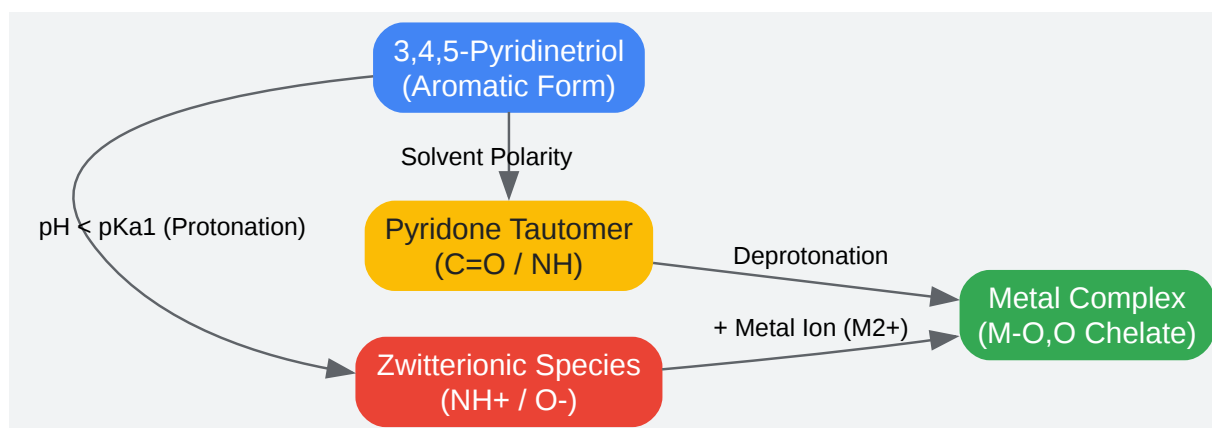 3,4,5-Pyridinetriol
(Aromatic Form)
Solvent Polarity
pH < pKa1 (Protonation)
Pyridone Tautomer
(C=O / NH)
Deprotonation
Metal Complex
(M-O,O Chelate)
+ Metal Ion (M2+)
Zwitterionic Species
(NH+ / O-)